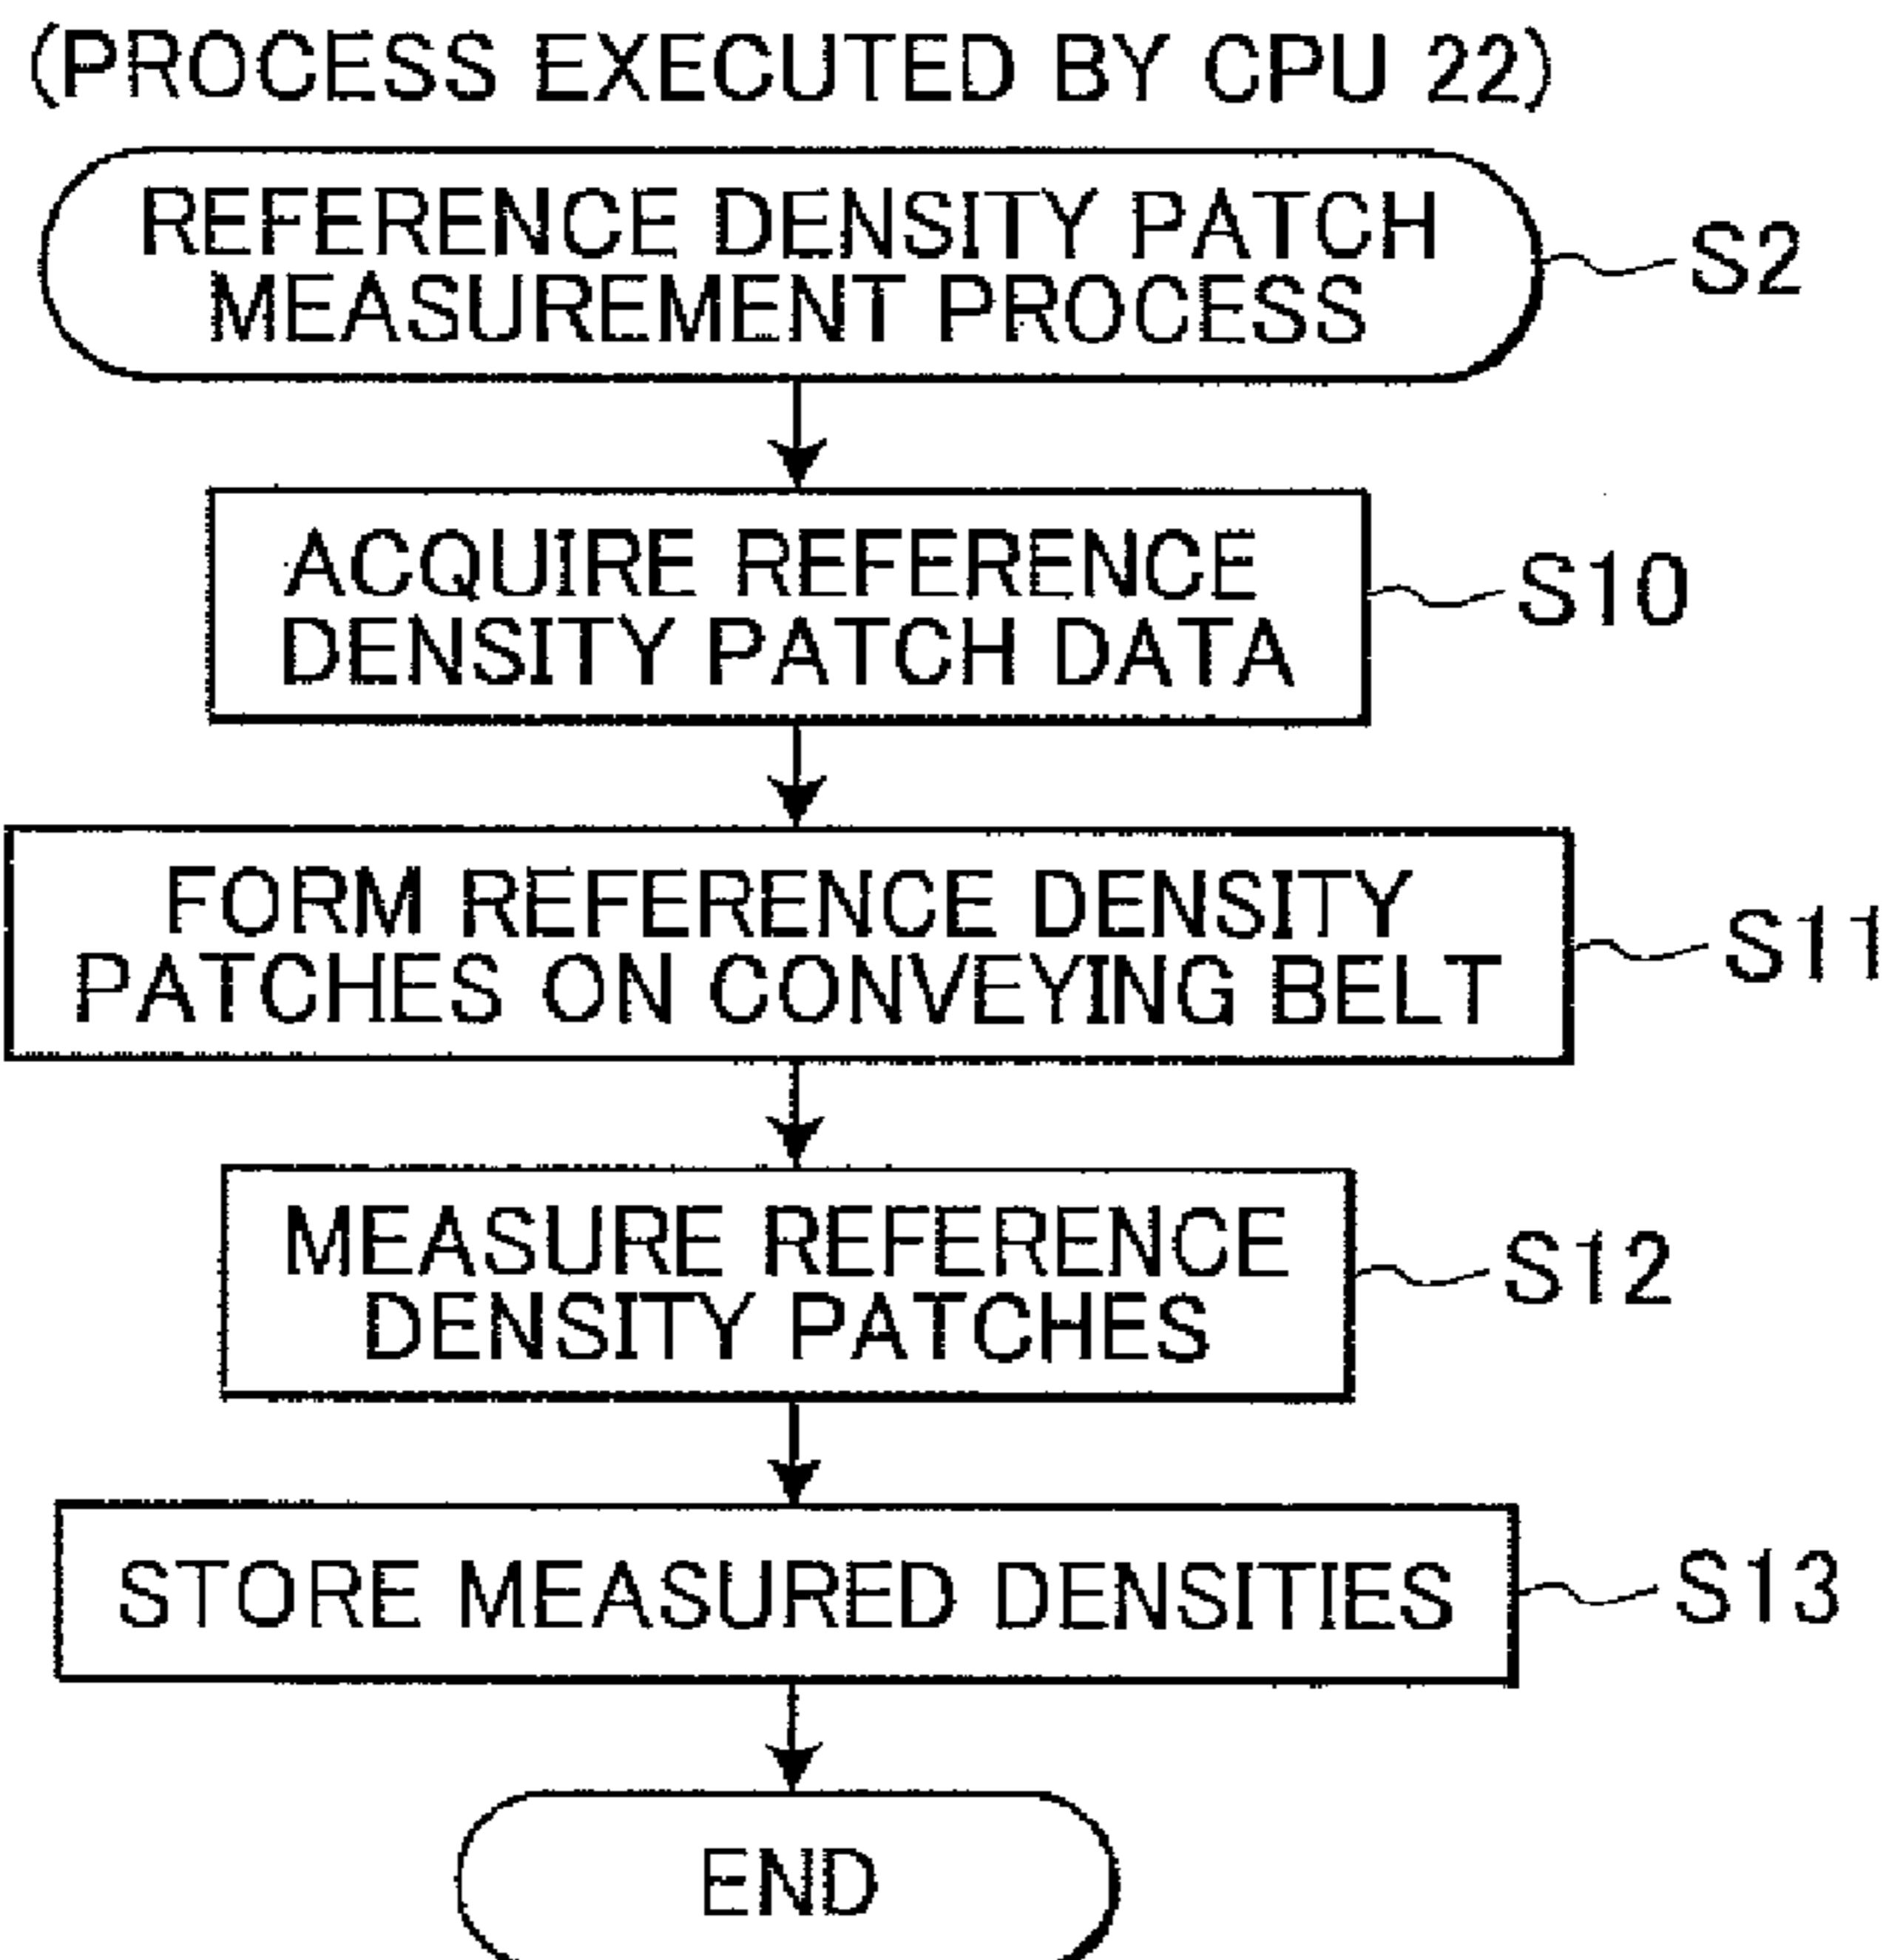 (PROCESS EXECUTED BY CPU 22)
REFERENCE DENSITY PATCH
MEASUREMENT PROCESS
S2
ACQUIRE REFERENCE
DENSITY PATCH DATA
S10
FORM REFERENCE DENSITY
PATCHES ON CONVEYING BELT
S11
MEASURE REFERENCE
DENSITY PATCHES
S12
STORE MEASURED DENSITIES
S13
END